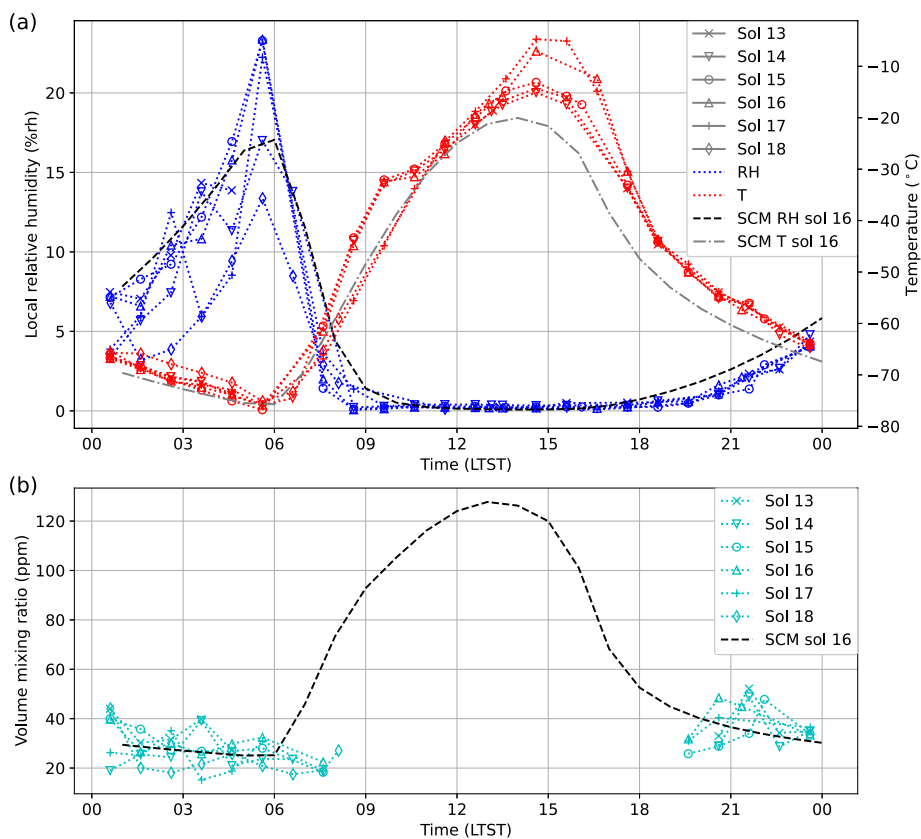 (a)
Local relative humidity (%rh)
20
15
10
5
0
Sol 13
Sol 14
Sol 15
Sol 16
Sol 17
Sol 18
RH
T
SCM RH sol 16
SCM T sol 16
−10
−20
−30
−40
−50
−60
−70
−80
Temperature (°C)
00 03 06 09 12 15 18 21 00
Time (LTST)
(b)
Volume mixing ratio (ppm)
120
100
80
60
40
20
Sol 13
Sol 14
Sol 15
Sol 16
Sol 17
Sol 18
SCM sol 16
00 03 06 09 12 15 18 21 00
Time (LTST)